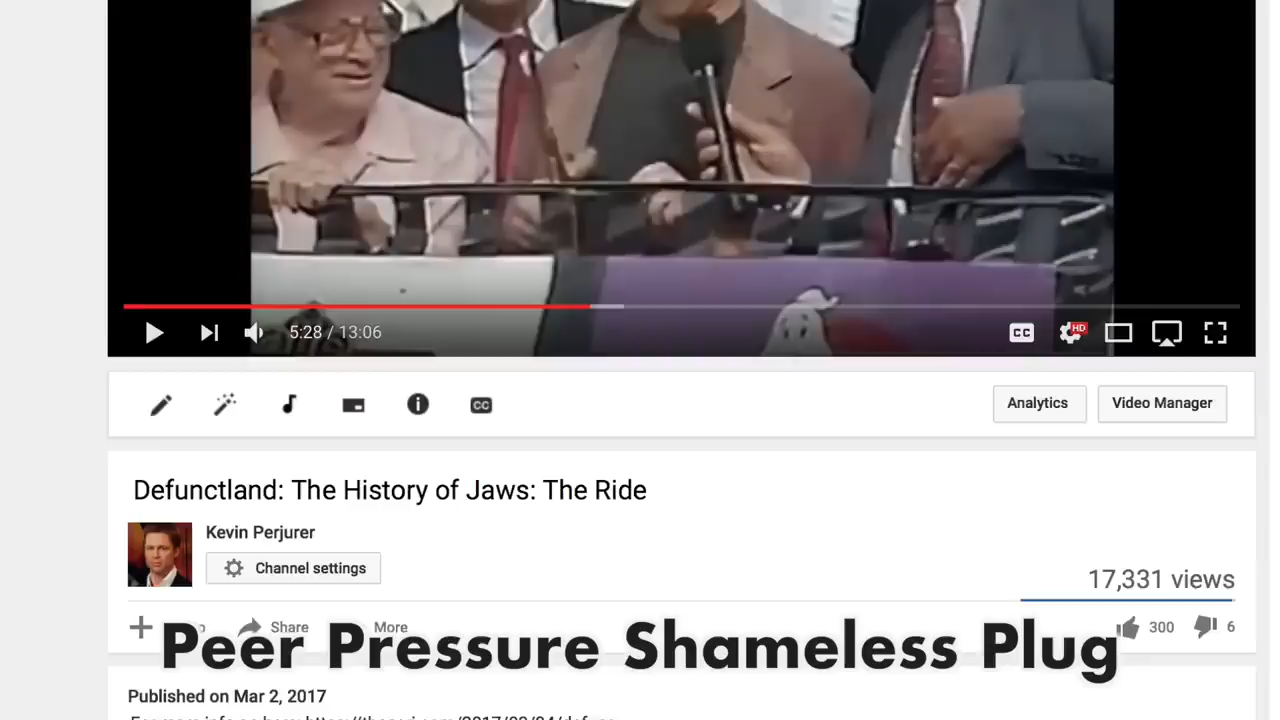 5:28 / 13:06
CC
HD
CC
Analytics
Video Manager
Defunctland: The History of Jaws: The Ride
Kevin Perjurer
Channel settings
17,331 views
Share
More
300
6
Peer Pressure Shameless Plug
Published on Mar 2, 2017